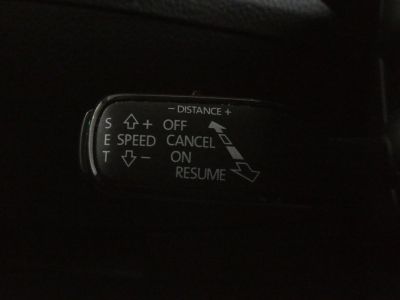 - DISTANCE +
S + OFF
E SPEED CANCEL
T - ON
RESUME